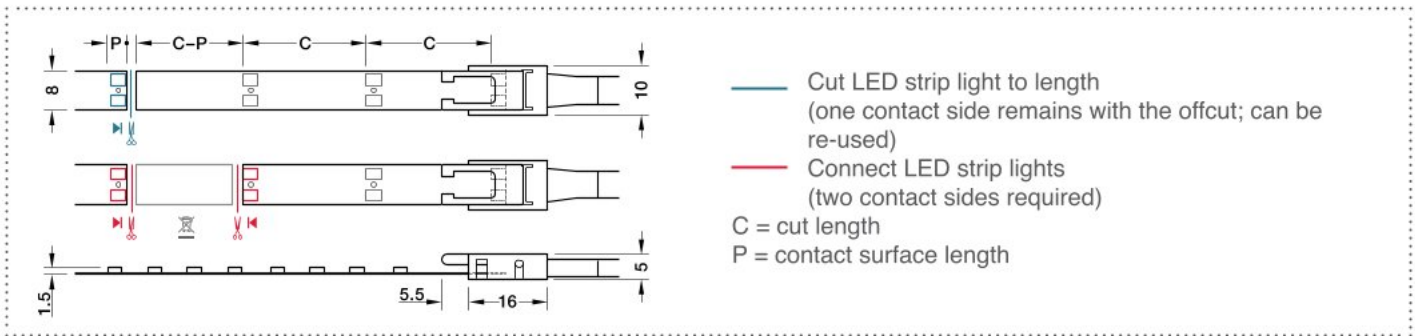 P
C–P
C
C
8
10
Cut LED strip light to length
(one contact side remains with the offcut; can be
re-used)
Connect LED strip lights
(two contact sides required)
C = cut length
P = contact surface length
1.5
5.5
16
5